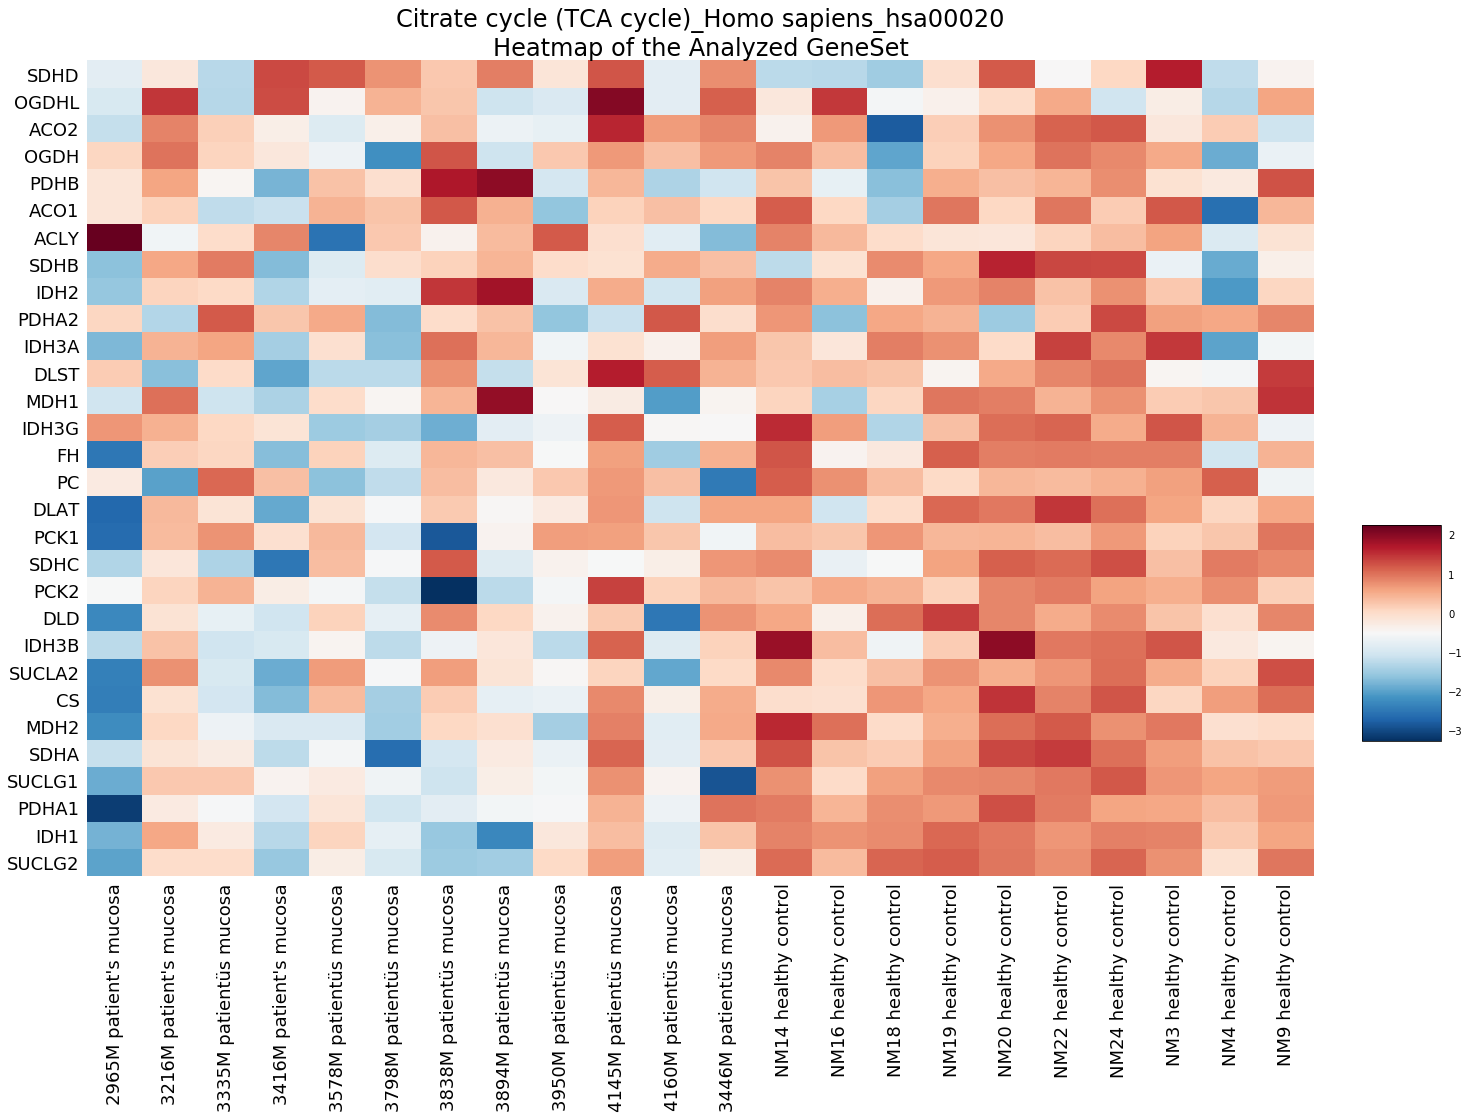 Citrate cycle (TCA cycle)_Homo sapiens_hsa00020
Heatmap of the Analyzed GeneSet
SDHD
OGDHL
ACO2
OGDH
PDHB
ACO1
ACLY
SDHB
IDH2
PDHA2
IDH3A
DLST
MDH1
IDH3G
FH
PC
DLAT
PCK1
SDHC
PCK2
DLD
IDH3B
SUCLA2
CS
MDH2
SDHA
SUCLG1
PDHA1
IDH1
SUCLG2
2965M patient's mucosa
3216M patient's mucosa
3335M patientüs mucosa
3416M patient's mucosa
3578M patientüs mucosa
3798M patientüs mucosa
3838M patientüs mucosa
3894M patientüs mucosa
3950M patientüs mucosa
4145M patientüs mucosa
4160M patientüs mucosa
3446M patientüs mucosa
NM14 healthy control
NM16 healthy control
NM18 healthy control
NM19 healthy control
NM20 healthy control
NM22 healthy control
NM24 healthy control
NM3 healthy control
NM4 healthy control
NM9 healthy control
2
1
0
−1
−2
−3